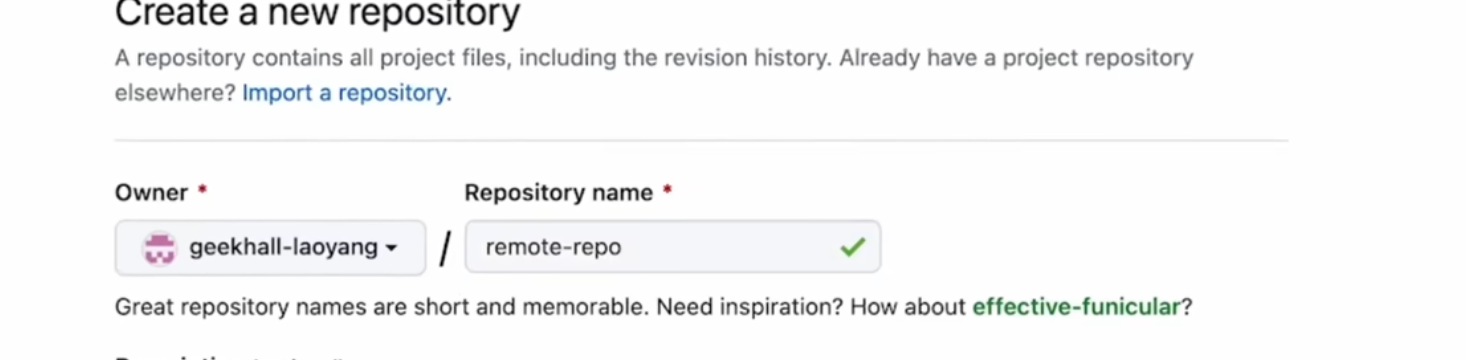 Create a new repository
A repository contains all project files, including the revision history. Already have a project repository
elsewhere? Import a repository.
Owner * Repository name *
geekhall-laoyang / remote-repo
Great repository names are short and memorable. Need inspiration? How about effective-funicular?